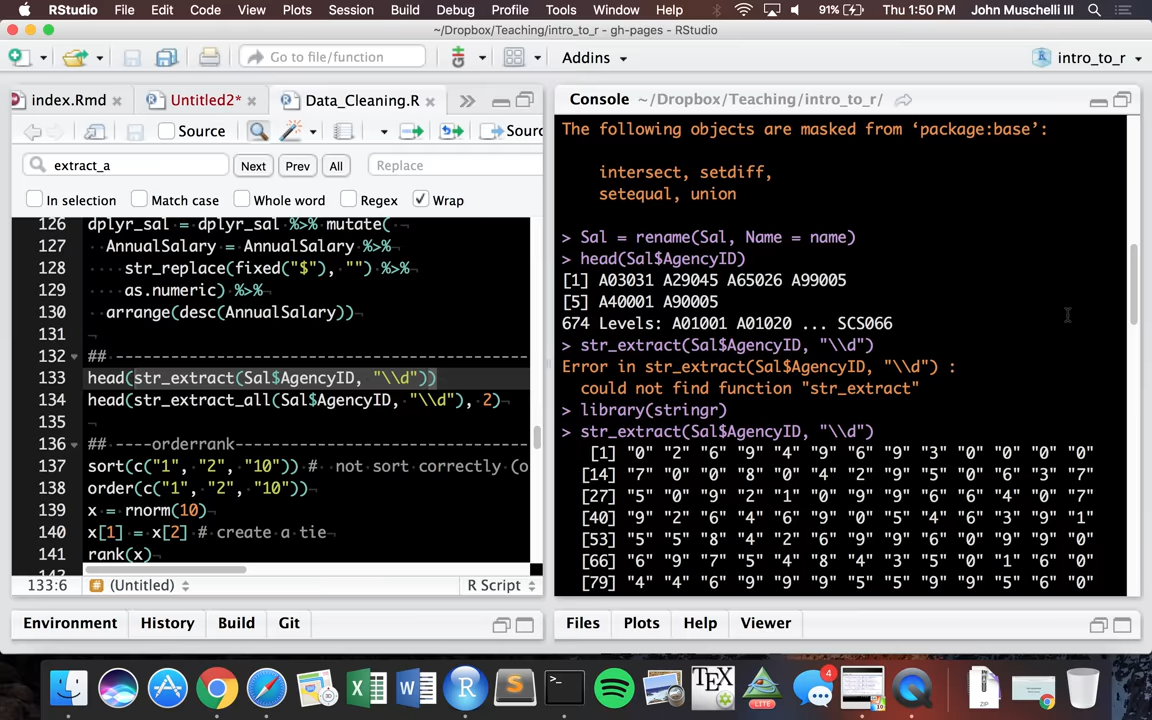 RStudio File Edit Code View Plots Session Build Debug Profile Tools Window Help 91% Thu 1:50 PM John Muschelli III
~/Dropbox/Teaching/intro_to_r - gh-pages - RStudio
Go to file/function Addins intro_to_r
index.Rmd Untitled2* Data_Cleaning.R
Source Sourc
extract_a Next Prev All Replace
In selection Match case Whole word Regex Wrap
126 dplyr_sal = dplyr_sal %>% mutate(
127 AnnualSalary = AnnualSalary %>%
128 str_replace(fixed("$"), "") %>%
129 as.numeric) %>%
130 arrange(desc(AnnualSalary))
131
132 ## -----------------------------------------------
133 head(str_extract(Sal$AgencyID, "\\d"))
134 head(str_extract_all(Sal$AgencyID, "\\d"), 2)
135
136 ## ----orderrank----------------------------------
137 sort(c("1", "2", "10")) # not sort correctly (o
138 order(c("1", "2", "10"))
139 x = rnorm(10)
140 x[1] = x[2] # create a tie
141 rank(x)
133:6 (Untitled) R Script
Environment History Build Git
Console ~/Dropbox/Teaching/intro_to_r/
The following objects are masked from ‘package:base’:
intersect, setdiff,
setequal, union
> Sal = rename(Sal, Name = name)
> head(Sal$AgencyID)
[1] A03031 A29045 A65026 A99005
[5] A40001 A90005
674 Levels: A01001 A01020 ... SCS066
> str_extract(Sal$AgencyID, "\\d")
Error in str_extract(Sal$AgencyID, "\\d") :
could not find function "str_extract"
> library(stringr)
> str_extract(Sal$AgencyID, "\\d")
[1] "0" "2" "6" "9" "4" "9" "6" "9" "3" "0" "0" "0" "0"
[14] "7" "0" "0" "8" "0" "4" "2" "9" "5" "0" "6" "3" "7"
[27] "5" "0" "9" "2" "1" "0" "9" "9" "6" "6" "4" "0" "7"
[40] "9" "2" "6" "4" "6" "9" "0" "5" "4" "6" "3" "9" "1"
[53] "5" "5" "8" "4" "2" "6" "9" "9" "6" "0" "9" "9" "0"
[66] "6" "9" "7" "5" "4" "8" "4" "3" "5" "0" "1" "6" "0"
[79] "4" "4" "6" "9" "9" "9" "5" "5" "9" "9" "5" "6" "0"
Files Plots Help Viewer
R S >_ TEX LITE 4 ZIP